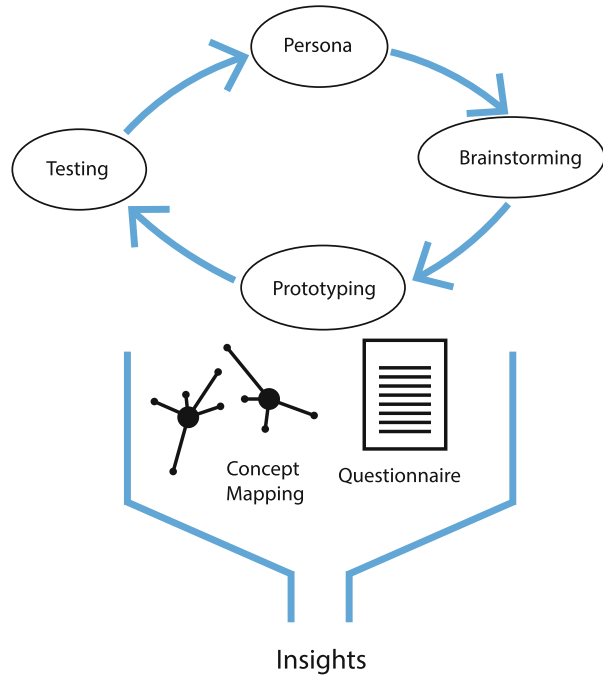 Persona
Brainstorming
Testing
Prototyping
Concept
Mapping
Questionnaire
Insights